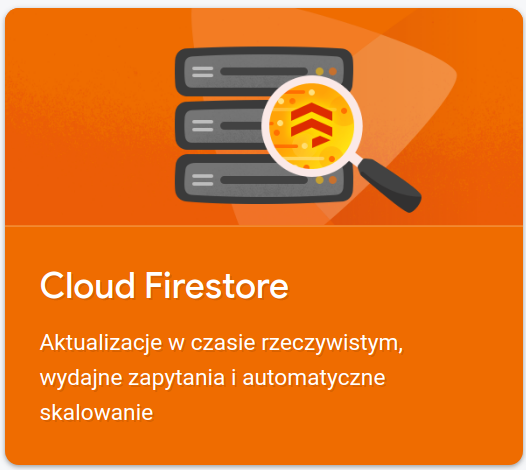 Cloud Firestore
Aktualizacje w czasie rzeczywistym,
wydajne zapytania i automatyczne
skalowanie